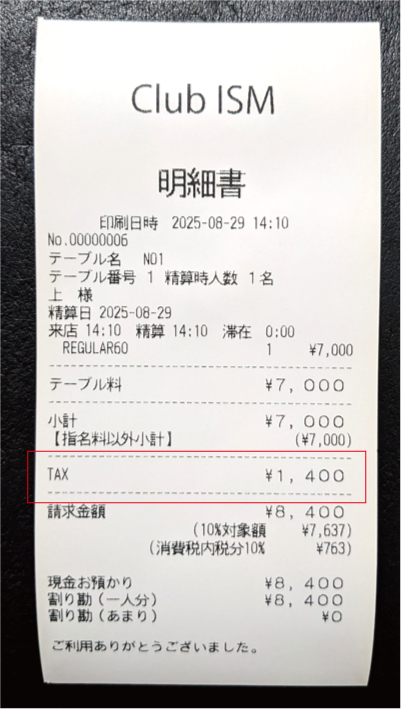 Club ISM
明細書
印刷日時 2025-08-29 14:10
No.00000006
テーブル名 N01
テーブル番号 1 精算時人数 1名
上 様
精算日 2025-08-29
来店 14:10 精算 14:10 滞在 0:00
REGULAR60 1 ¥7,000
テーブル料 ¥7,000
小計 ¥7,000
【指名料以外小計】 (¥7,000)
TAX ¥1,400
請求金額 ¥8,400
(10%対象額 ¥7,637)
(消費税内税分10% ¥763)
現金お預かり ¥8,400
割り勘(一人分) ¥8,400
割り勘(あまり) ¥0
ご利用ありがとうございました。